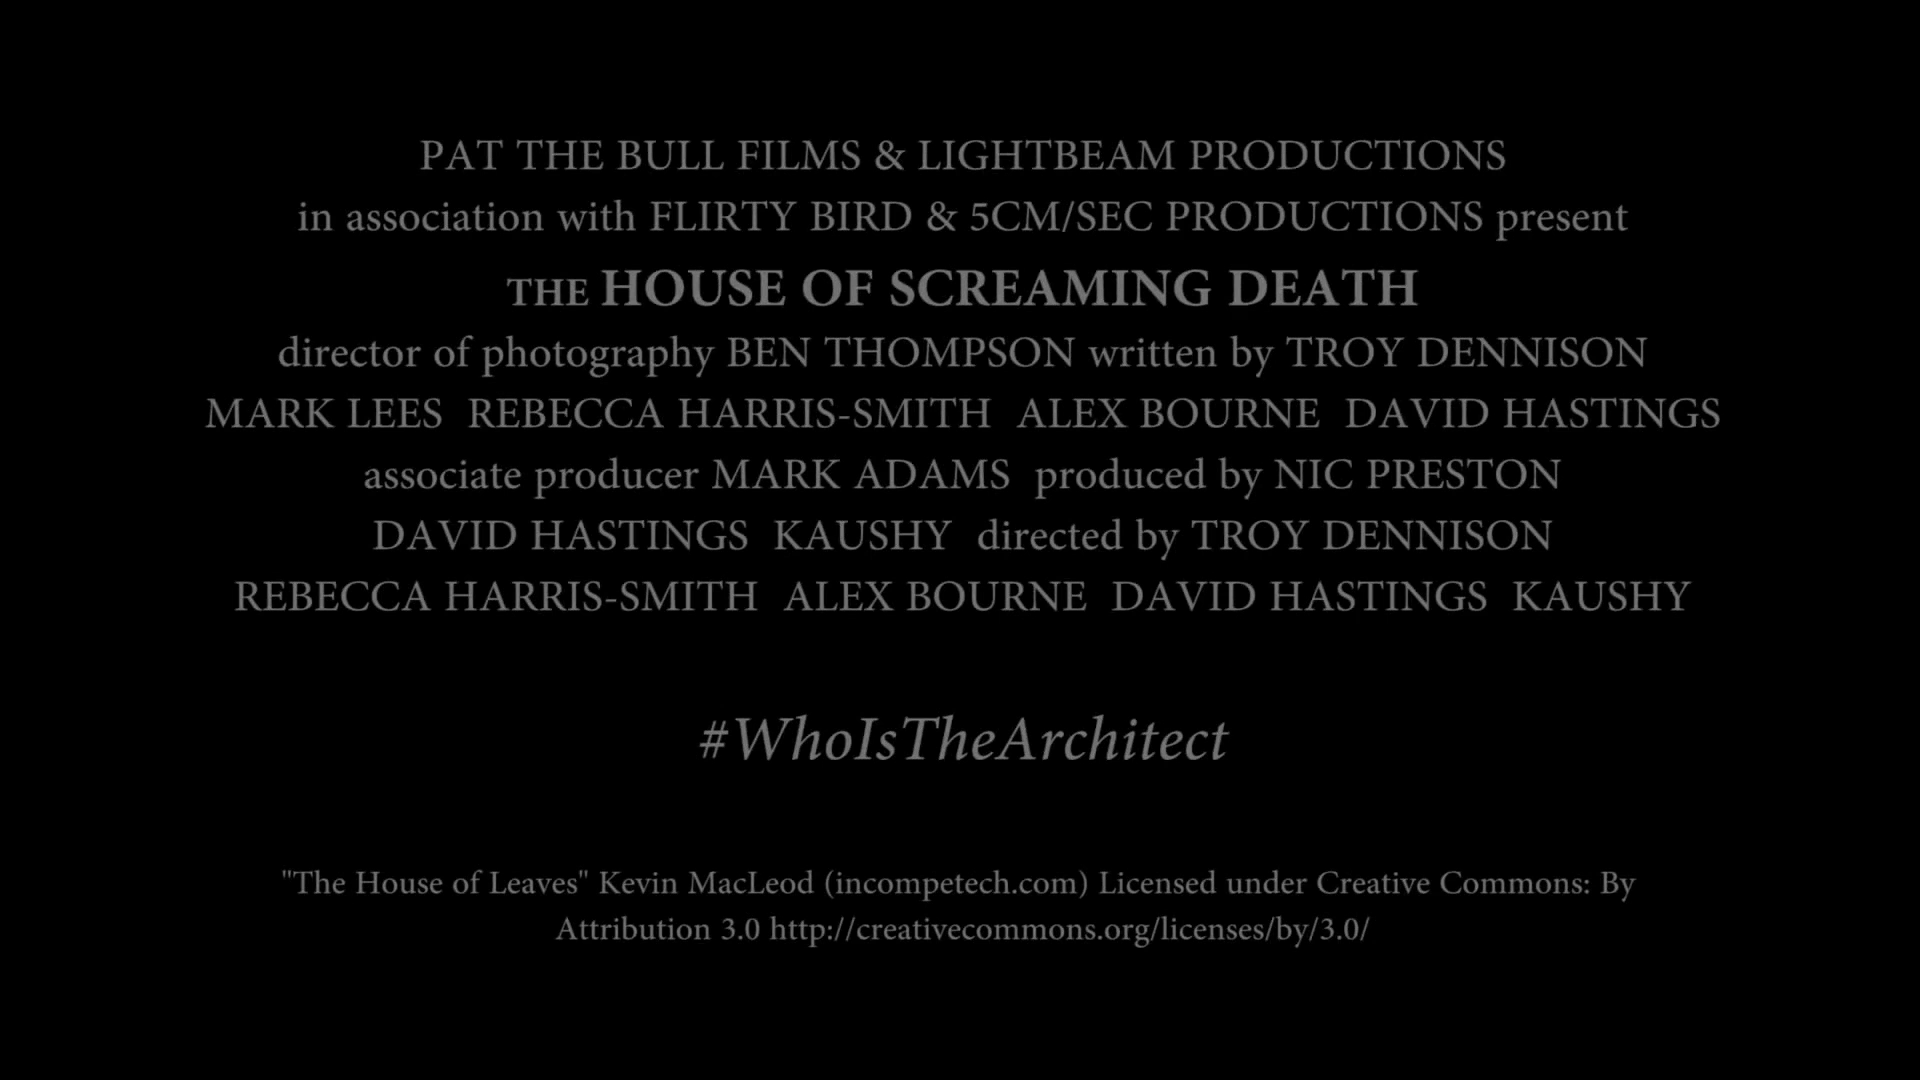 PAT THE BULL FILMS & LIGHTBEAM PRODUCTIONS
in association with FLIRTY BIRD & 5CM/SEC PRODUCTIONS present
THE HOUSE OF SCREAMING DEATH
director of photography BEN THOMPSON written by TROY DENNISON
MARK LEES REBECCA HARRIS-SMITH ALEX BOURNE DAVID HASTINGS
associate producer MARK ADAMS produced by NIC PRESTON
DAVID HASTINGS KAUSHY directed by TROY DENNISON
REBECCA HARRIS-SMITH ALEX BOURNE DAVID HASTINGS KAUSHY
#WhoIsTheArchitect
"The House of Leaves" Kevin MacLeod (incompetech.com) Licensed under Creative Commons: By
Attribution 3.0 http://creativecommons.org/licenses/by/3.0/